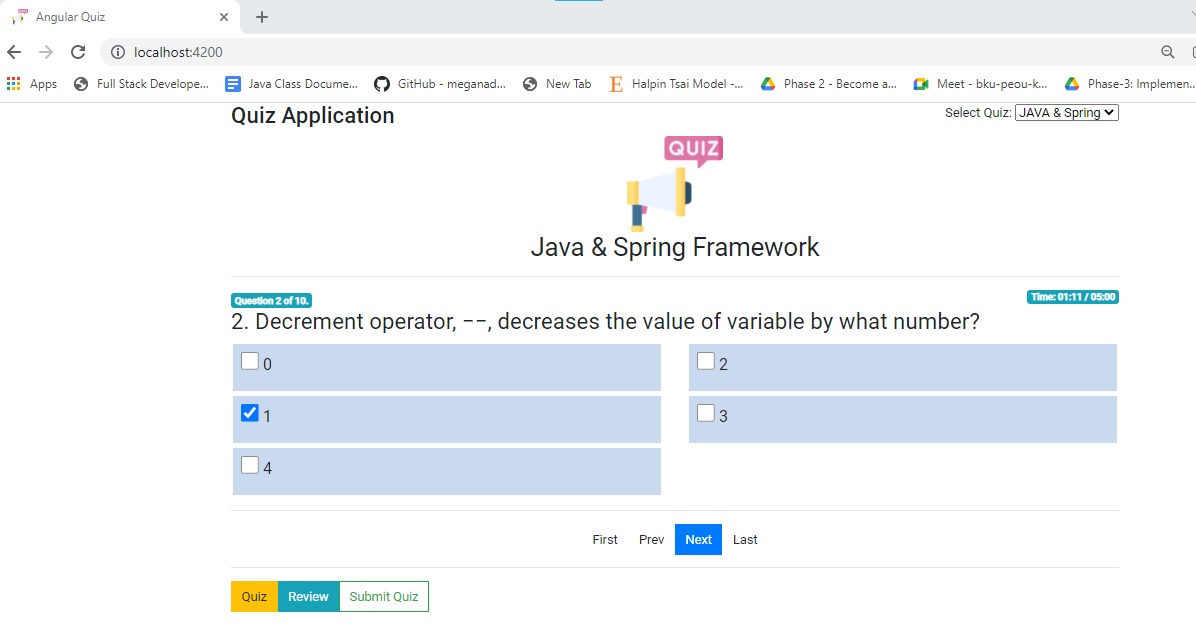 Angular Quiz
localhost:4200
Apps Full Stack Develope... Java Class Docume... GitHub - meganad... New Tab Halpin Tsai Model -... Phase 2 - Become a... Meet - bku-peou-k... Phase-3: Implemen...
Quiz Application
Select Quiz: JAVA & Spring
QUIZ
Java & Spring Framework
Question 2 of 10.
Time: 01:11 / 05:00
2. Decrement operator, −−, decreases the value of variable by what number?
0
2
1
3
4
First Prev Next Last
Quiz Review Submit Quiz